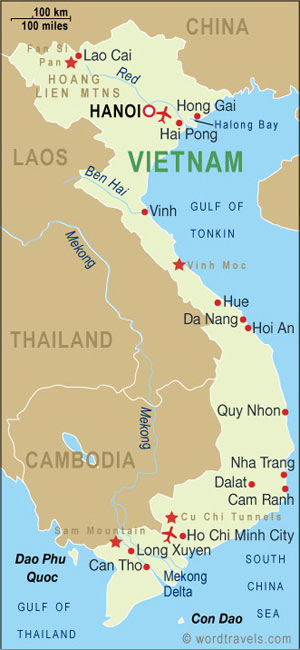 100 km
100 miles
CHINA
Fan Si
Pan
Lao Cai
HOANG
LIEN MTNS
Red
HANOI
Hong Gai
Hai Pong
Halong Bay
LAOS
VIETNAM
Ben Hai
Vinh
GULF OF
TONKIN
Mekong
Vinh Moc
Hue
Da Nang
Hoi An
THAILAND
Mekong
Quy Nhon
CAMBODIA
Nha Trang
Dalat
Cam Ranh
Cu Chi Tunnels
Sam Mountain
Ho Chi Minh City
Dao Phu
Quoc
Long Xuyen
Can Tho
Mekong
Delta
SOUTH
CHINA
SEA
GULF OF
THAILAND
Con Dao
© wordtravels.com